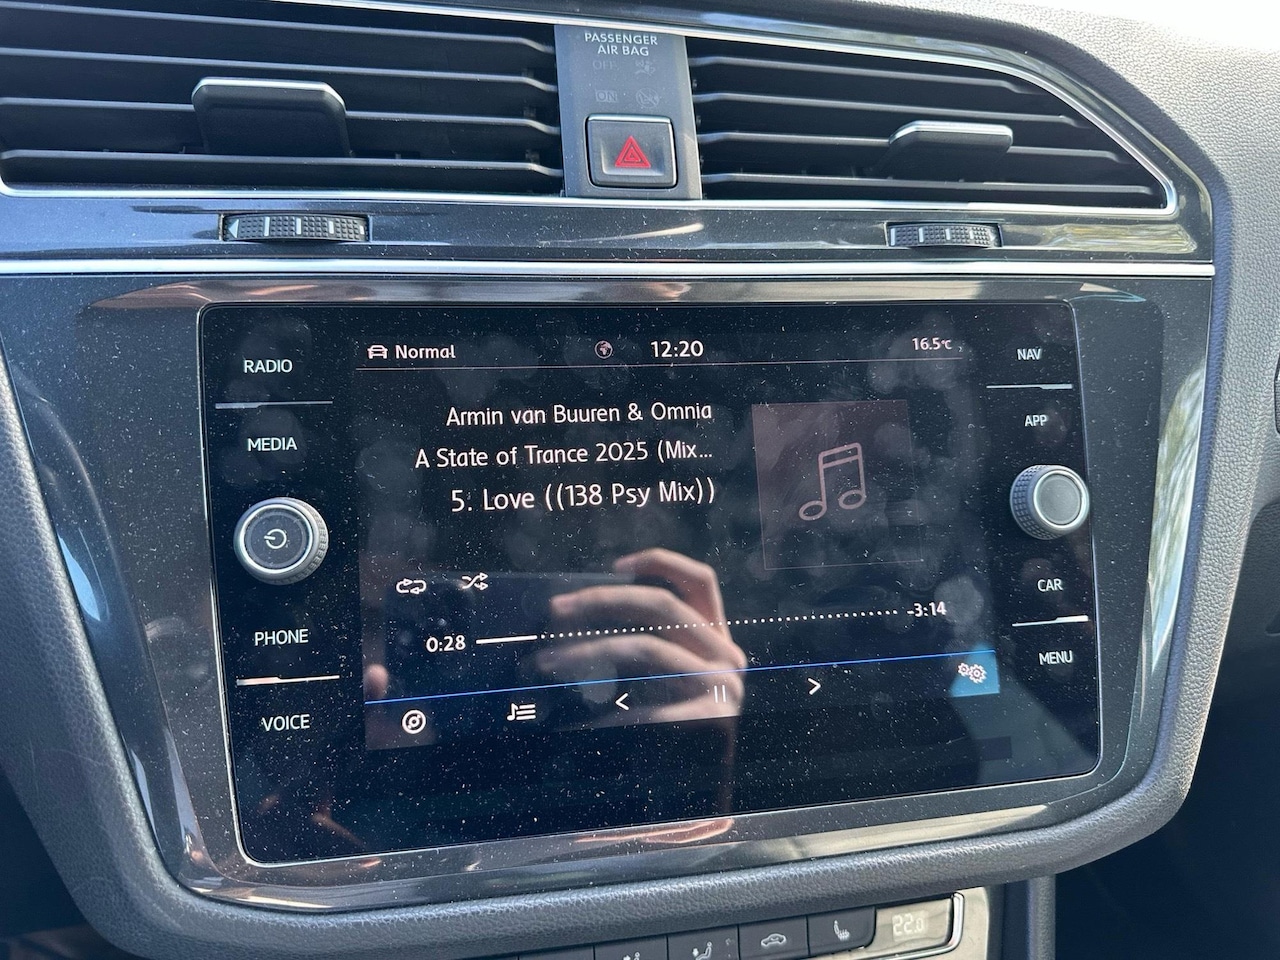 PASSENGER
AIR BAG
OFF
ON
RADIO
MEDIA
PHONE
VOICE
Normal
12:20
16.5°C
Armin van Buuren & Omnia
A State of Trance 2025 (Mix...
5. Love ((138 Psy Mix))
0:28
-3:14
NAV
APP
CAR
MENU
22.0